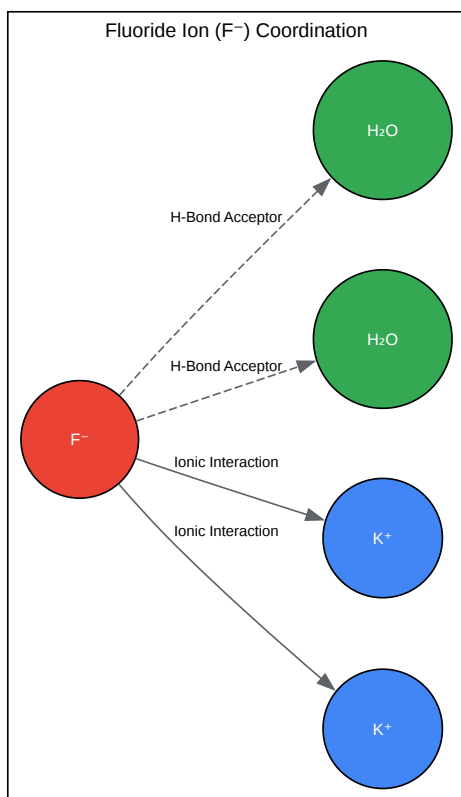 Fluoride Ion (F⁻) Coordination
H₂O
H-Bond Acceptor
H₂O
H-Bond Acceptor
F⁻
Ionic Interaction
Ionic Interaction
K⁺
K⁺